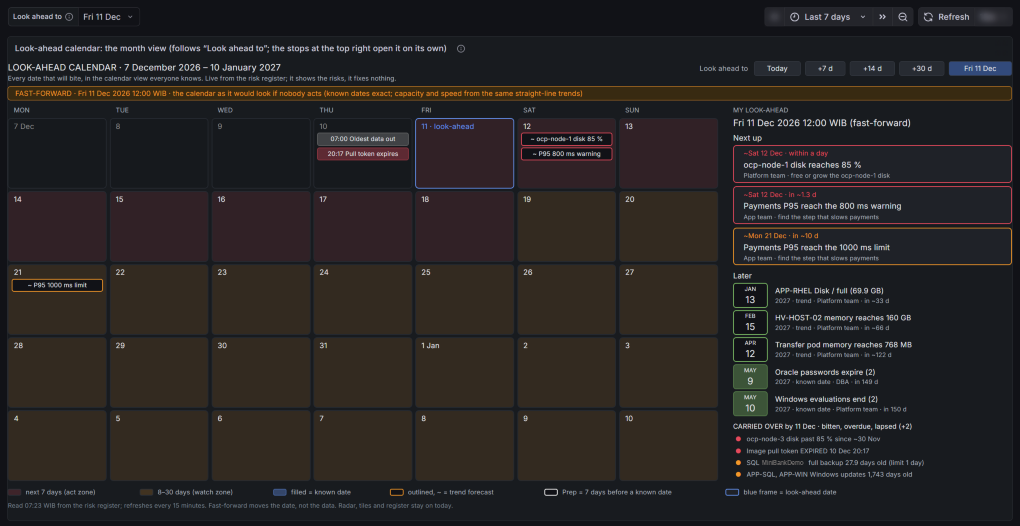 Look ahead to
Fri 11 Dec
Last 7 days
Refresh
Look-ahead calendar: the month view (follows "Look ahead to"; the stops at the top right open it on its own)
LOOK-AHEAD CALENDAR · 7 December 2026 – 10 January 2027
Every date that will bite, in the calendar view everyone knows. Live from the risk register; it shows the risks, it fixes nothing.
Look ahead to
Today
+7 d
+14 d
+30 d
Fri 11 Dec
FAST-FORWARD · Fri 11 Dec 2026 12:00 WIB · the calendar as it would look if nobody acts (known dates exact; capacity and speed from the same straight-line trends)
MON TUE WED THU FRI SAT SUN
7 Dec 8 9 10 11 · look-ahead 12 13
07:00 Oldest data out
20:17 Pull token expires
~ ocp-node-1 disk 85 %
~ P95 800 ms warning
14 15 16 17 18 19 20
21 22 23 24 25 26 27
~ P95 1000 ms limit
28 29 30 31 1 Jan 2 3
4 5 6 7 8 9 10
MY LOOK-AHEAD
Fri 11 Dec 2026 12:00 WIB (fast-forward)
Next up
~Sat 12 Dec · within a day
ocp-node-1 disk reaches 85 %
Platform team · free or grow the ocp-node-1 disk
~Sat 12 Dec · in ~1.3 d
Payments P95 reach the 800 ms warning
App team · find the step that slows payments
~Mon 21 Dec · in ~10 d
Payments P95 reach the 1000 ms limit
App team · find the step that slows payments
Later
JAN
13
APP-RHEL Disk / full (69.9 GB)
2027 · trend · Platform team · in ~33 d
FEB
15
HV-HOST-02 memory reaches 160 GB
2027 · trend · Platform team · in ~66 d
APR
12
Transfer pod memory reaches 768 MB
2027 · trend · Platform team · in ~122 d
MAY
9
Oracle passwords expire (2)
2027 · known date · DBA · in 149 d
MAY
10
Windows evaluations end (2)
2027 · known date · Platform team · in 150 d
CARRIED OVER by 11 Dec · bitten, overdue, lapsed (+2)
ocp-node-3 disk past 85 % since ~30 Nov
Image pull token EXPIRED 10 Dec 20:17
SQL MiniBankDemo full backup 27.9 days old (limit 1 day)
APP-SQL, APP-WIN Windows updates 1,743 days old
next 7 days (act zone)
8–30 days (watch zone)
filled = known date
outlined, ~ = trend forecast
Prep = 7 days before a known date
blue frame = look-ahead date
Read 07:23 WIB from the risk register; refreshes every 15 minutes. Fast-forward moves the date, not the data. Radar, tiles and register stay on today.